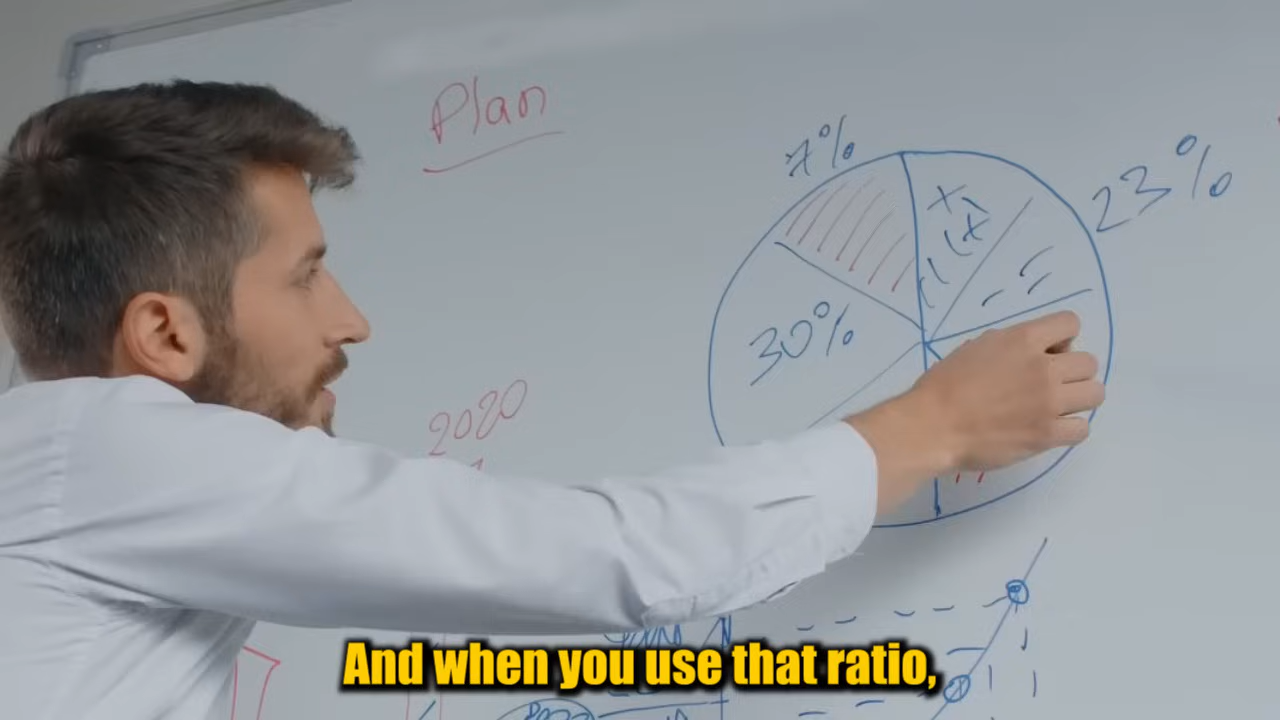 Plan
7%
23%
30%
2020
And when you use that ratio,